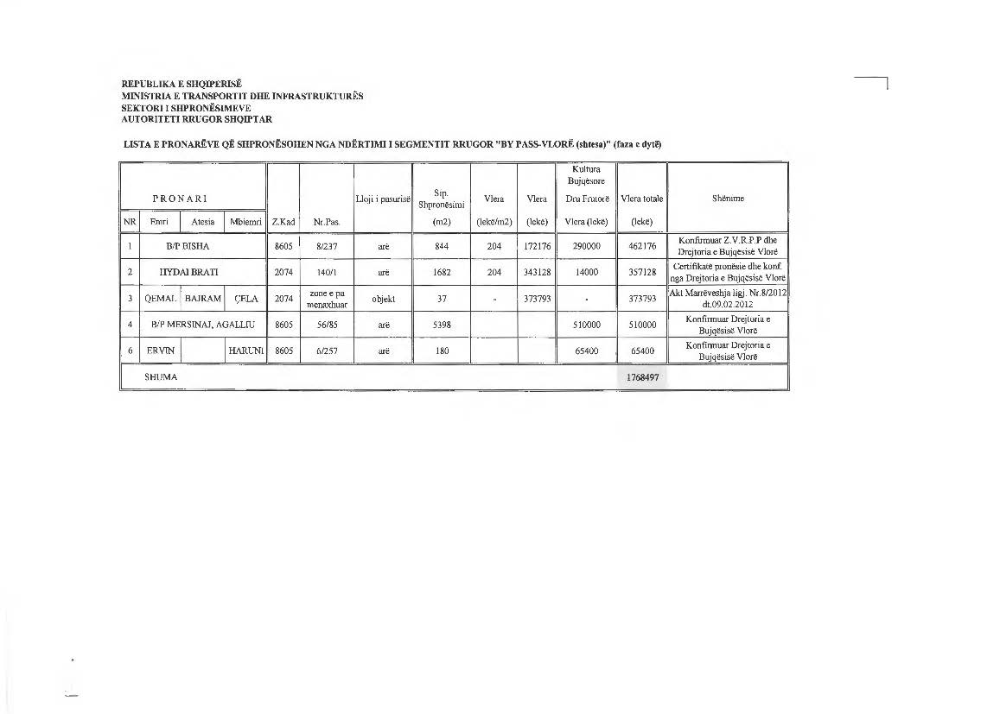 REPUBLIKA E SHQIPERISË
MINISTRIA E TRANSPORTIT DHE INFRASTRUKTURËS
SEKTORI I SHPRONËSIMEVE
AUTORITETI RRUGOR SHQIPTAR
LISTA E PRONARËVE QË SHPRONËSOHEN NGA NDËRTIMI I SEGMENTIT RRUGOR "BY PASS-VLORË (shtesa)" (faza e dytë)
PRONARI Lloji i pasurisë Sip. Shpronësimi Vlera Vlera Kultura Bujqësore Dru Frutorë Vlera totale Shënime
NR Emri Atesia Mbiemri Z.Kad Nr.Pas. (m2) (lekë/m2) (lekë) Vlera (lekë) (lekë)
1 B/P BISHA 8605 8/237 arë 844 204 172176 290000 462176 Konfirmuar Z.V.R.P.P dhe Drejtoria e Bujqësisë Vlorë
2 HYDAI BRATI 2074 140/1 arë 1682 204 343128 14000 357128 Certifikatë pronësie dhe konf. nga Drejtoria e Bujqësisë Vlorë
3 QEMAL BAJRAM ÇELA 2074 zone e pa menaxhuar objekt 37 - 373793 - 373793 Akt Marrëveshja ligj. Nr.8/2012 dt.09.02.2012
4 B/P MERSINAJ, AGALLIU 8605 56/85 arë 5398 510000 510000 Konfirmuar Drejtoria e Bujqësisë Vlorë
6 ERVIN HARUNI 8605 6/257 arë 180 65400 65400 Konfirmuar Drejtoria e Bujqësisë Vlorë
SHUMA 1768497